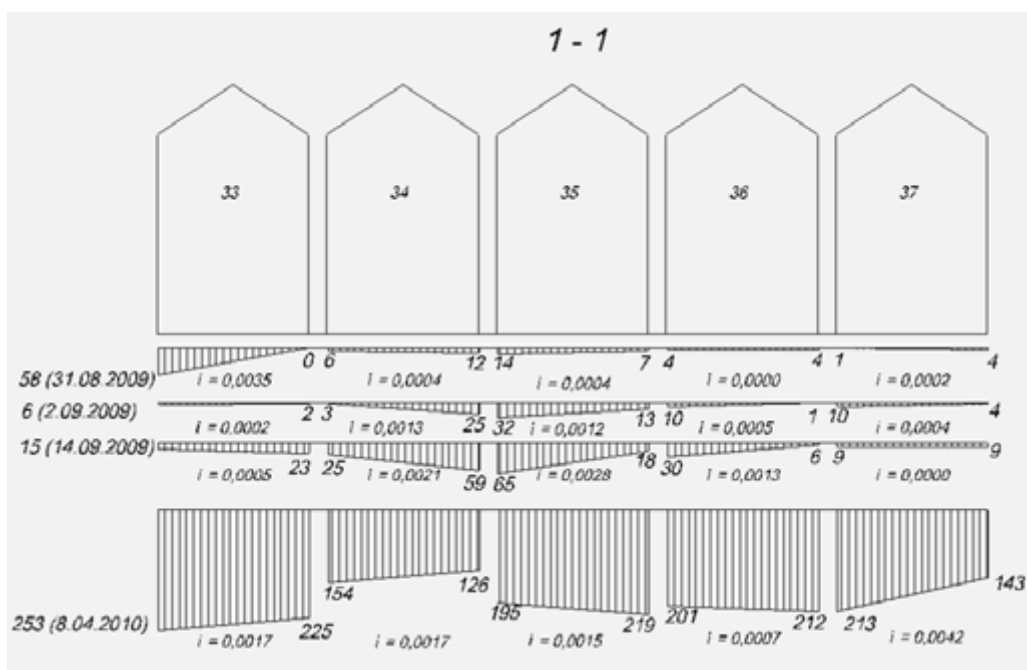 1 - 1
33 34 35 36 37
0 6 12 14 7 4 4 1 4
58 (31.08.2009) i = 0,0035 i = 0,0004 i = 0,0004 i = 0,0000 i = 0,0002
6 (2.09.2009) 2 3 25 32 13 10 1 10 4
i = 0,0002 i = 0,0013 i = 0,0012 i = 0,0005 i = 0,0004
15 (14.09.2009) 23 25 59 65 18 30 6 9 9
i = 0,0005 i = 0,0021 i = 0,0028 i = 0,0013 i = 0,0000
154 126 143
195 219 201 212 213
253 (8.04.2010) 225
i = 0,0017 i = 0,0017 i = 0,0015 i = 0,0007 i = 0,0042